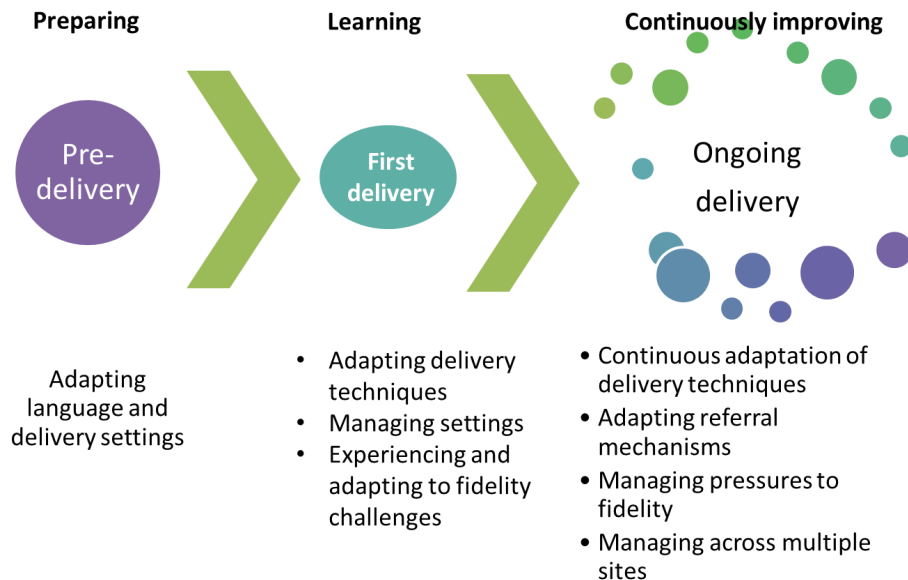 Preparing
Learning
Continuously improving
Pre-
delivery
First
delivery
Ongoing
delivery
Adapting
language and
delivery settings
• Adapting delivery
techniques
• Managing settings
• Experiencing and
adapting to fidelity
challenges
• Continuous adaptation of
delivery techniques
• Adapting referral
mechanisms
• Managing pressures to
fidelity
• Managing across multiple
sites